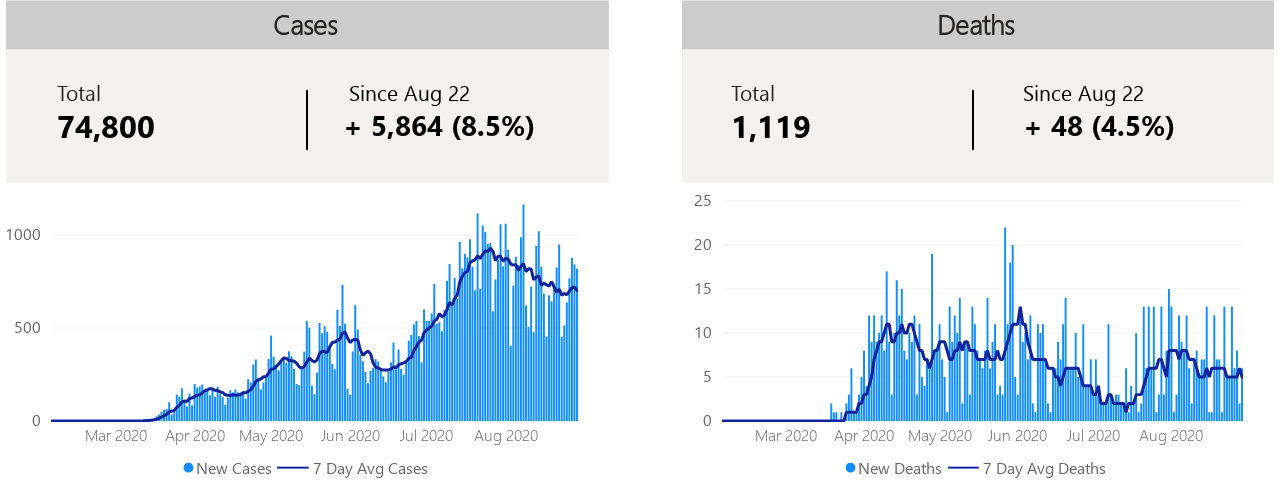 Cases
Total
Since Aug 22
74,800
+ 5,864 (8.5%)
1000
500
0
Mar 2020 Apr 2020 May 2020 Jun 2020 Jul 2020 Aug 2020
New Cases 7 Day Avg Cases
Deaths
Total
Since Aug 22
1,119
+ 48 (4.5%)
25
20
15
10
5
0
Mar 2020 Apr 2020 May 2020 Jun 2020 Jul 2020 Aug 2020
New Deaths 7 Day Avg Deaths